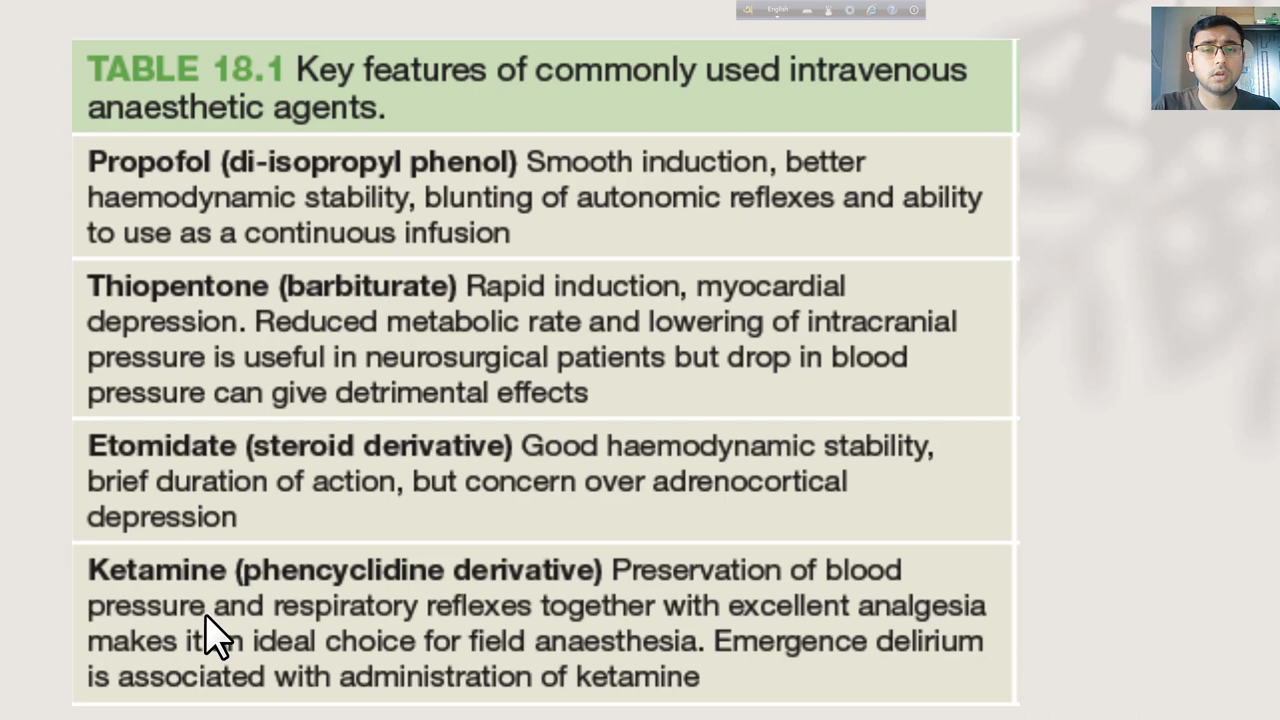 English
TABLE 18.1 Key features of commonly used intravenous
anaesthetic agents.
Propofol (di-isopropyl phenol) Smooth induction, better
haemodynamic stability, blunting of autonomic reflexes and ability
to use as a continuous infusion
Thiopentone (barbiturate) Rapid induction, myocardial
depression. Reduced metabolic rate and lowering of intracranial
pressure is useful in neurosurgical patients but drop in blood
pressure can give detrimental effects
Etomidate (steroid derivative) Good haemodynamic stability,
brief duration of action, but concern over adrenocortical
depression
Ketamine (phencyclidine derivative) Preservation of blood
pressure and respiratory reflexes together with excellent analgesia
makes it ideal choice for field anaesthesia. Emergence delirium
is associated with administration of ketamine